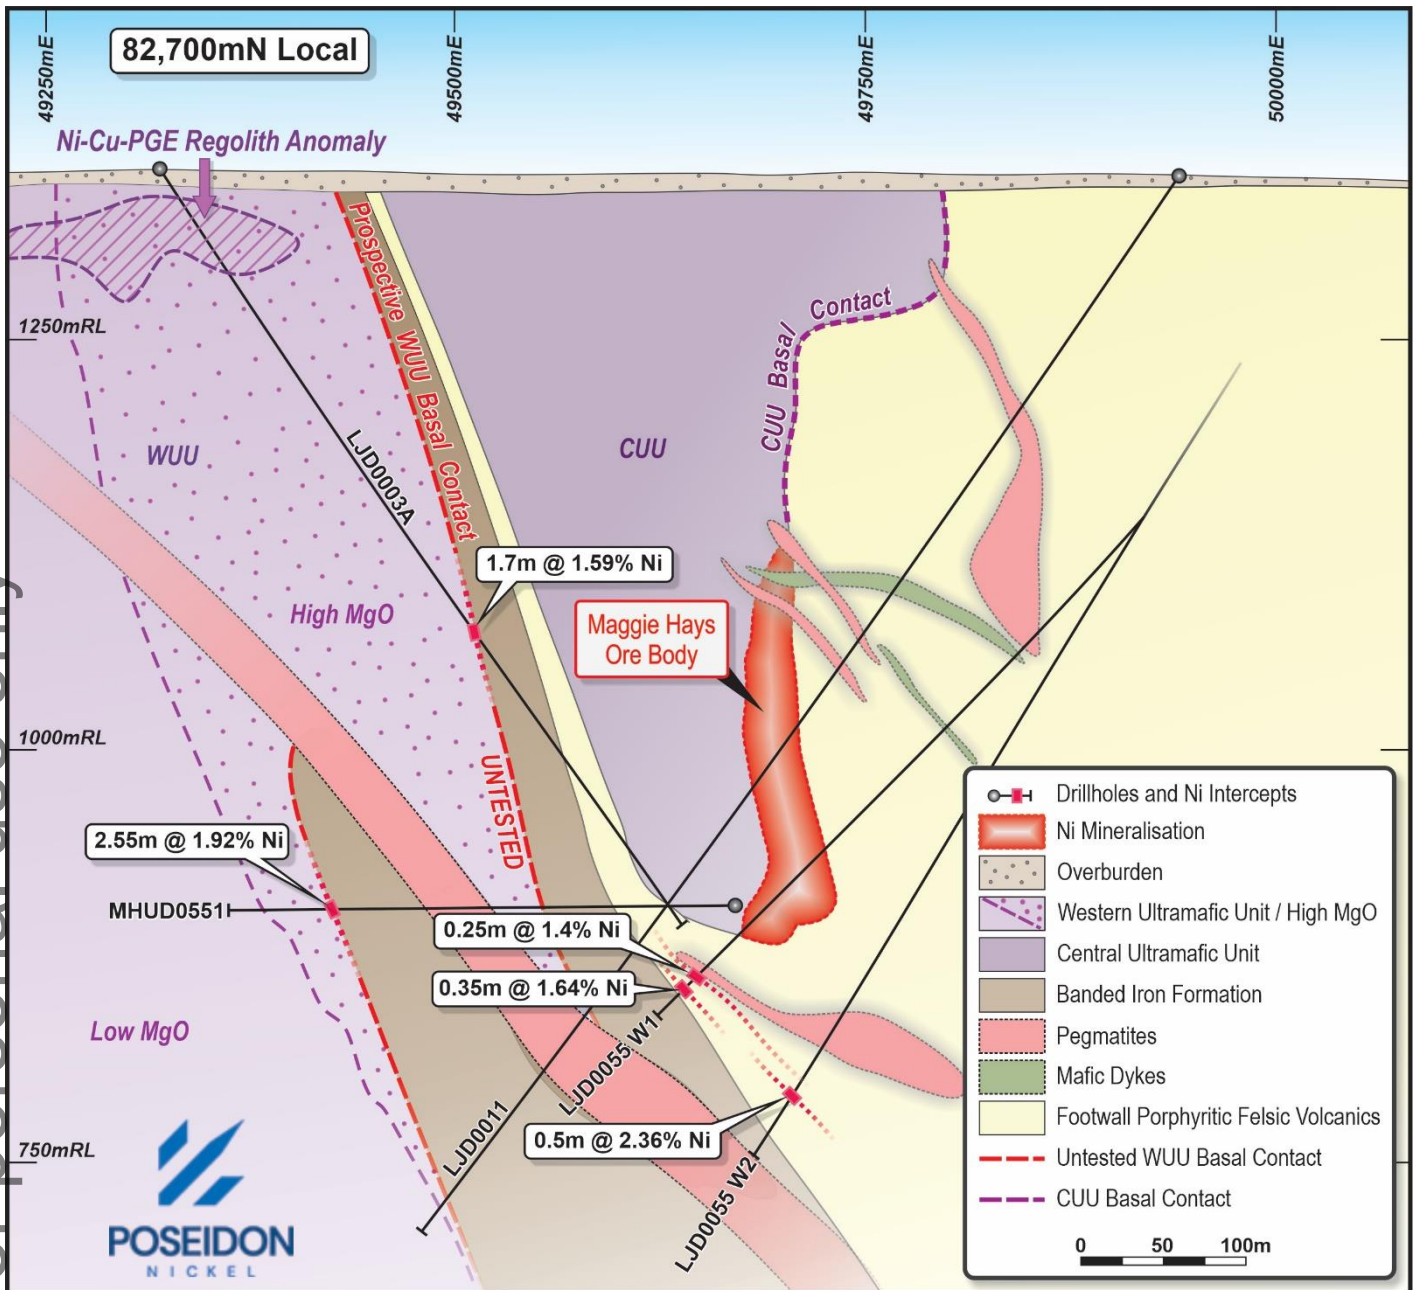 49250mE
49500mE
49750mE
50000mE
82,700mN Local
Ni-Cu-PGE Regolith Anomaly
Prospective WUU Basal Contact
CUU Basal Contact
1250mRL
WUU
CUU
LJD0003A
1.7m @ 1.59% Ni
High MgO
Maggie Hays
Ore Body
1000mRL
UNTESTED
2.55m @ 1.92% Ni
MHUD0551
0.25m @ 1.4% Ni
0.35m @ 1.64% Ni
Low MgO
LJD0055 W1
LJD0011
0.5m @ 2.36% Ni
750mRL
LJD0055 W2
POSEIDON
NICKEL
Drillholes and Ni Intercepts
Ni Mineralisation
Overburden
Western Ultramafic Unit / High MgO
Central Ultramafic Unit
Banded Iron Formation
Pegmatites
Mafic Dykes
Footwall Porphyritic Felsic Volcanics
Untested WUU Basal Contact
CUU Basal Contact
0 50 100m